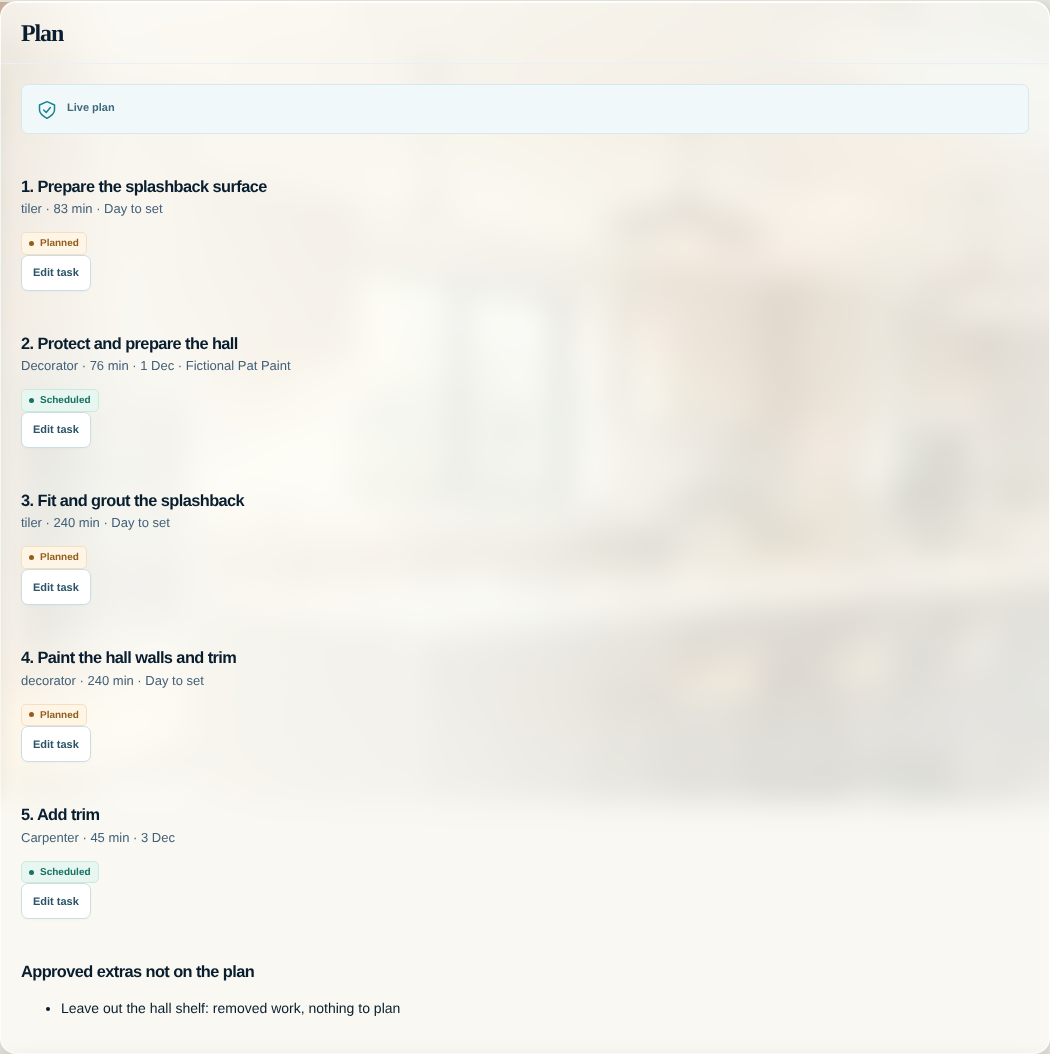 Plan
Live plan
1. Prepare the splashback surface
tiler · 83 min · Day to set
Planned
Edit task
2. Protect and prepare the hall
Decorator · 76 min · 1 Dec · Fictional Pat Paint
Scheduled
Edit task
3. Fit and grout the splashback
tiler · 240 min · Day to set
Planned
Edit task
4. Paint the hall walls and trim
decorator · 240 min · Day to set
Planned
Edit task
5. Add trim
Carpenter · 45 min · 3 Dec
Scheduled
Edit task
Approved extras not on the plan
• Leave out the hall shelf: removed work, nothing to plan